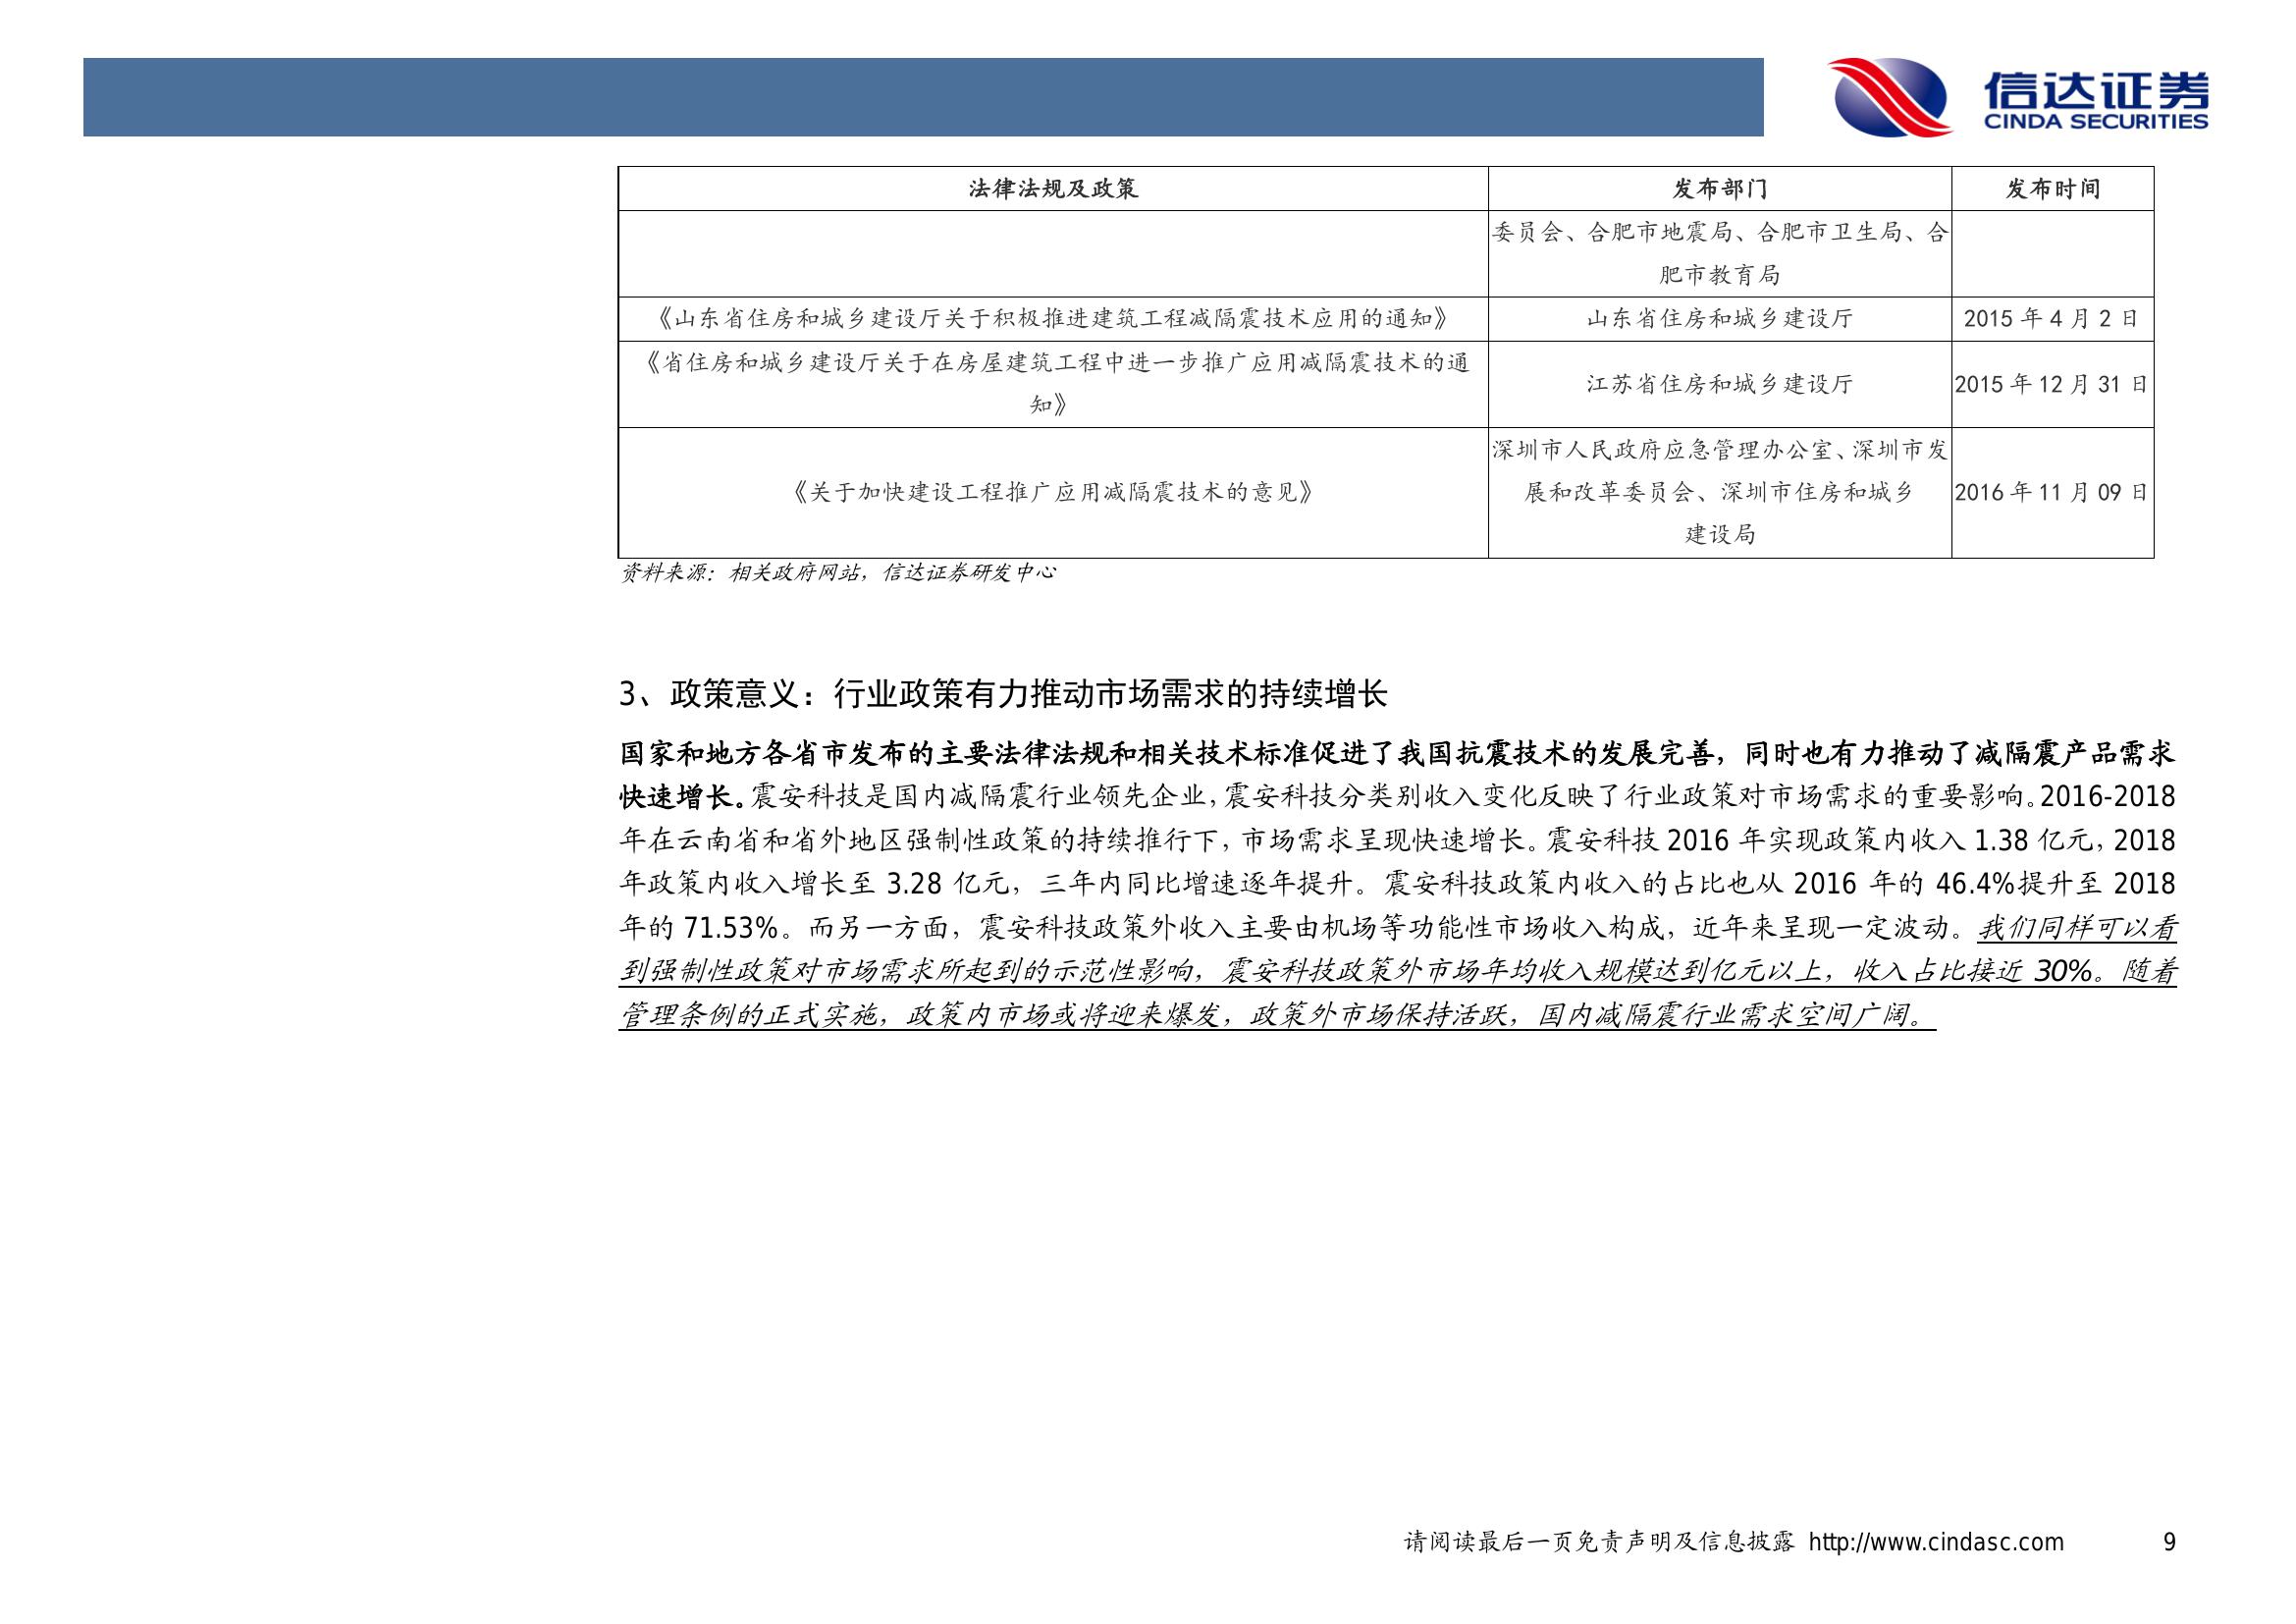 信达证券
CINDA SECURITIES
法律法规及政策 发布部门 发布时间
委员会、合肥市地震局、合肥市卫生局、合
肥市教育局
《山东省住房和城乡建设厅关于积极推进建筑工程减隔震技术应用的通知》 山东省住房和城乡建设厅 2015 年 4 月 2 日
《省住房和城乡建设厅关于在房屋建筑工程中进一步推广应用减隔震技术的通
知》
江苏省住房和城乡建设厅 2015 年 12 月 31 日
《关于加快建设工程推广应用减隔震技术的意见》
深圳市人民政府应急管理办公室、深圳市发
展和改革委员会、深圳市住房和城乡
建设局
2016 年 11 月 09 日
资料来源：相关政府网站，信达证券研发中心
3、政策意义：行业政策有力推动市场需求的持续增长
国家和地方各省市发布的主要法律法规和相关技术标准促进了我国抗震技术的发展完善，同时也有力推动了减隔震产品需求
快速增长。震安科技是国内减隔震行业领先企业，震安科技分类别收入变化反映了行业政策对市场需求的重要影响。2016-2018
年在云南省和省外地区强制性政策的持续推行下，市场需求呈现快速增长。震安科技 2016 年实现政策内收入 1.38 亿元，2018
年政策内收入增长至 3.28 亿元，三年内同比增速逐年提升。震安科技政策内收入的占比也从 2016 年的 46.4%提升至 2018
年的 71.53%。而另一方面，震安科技政策外收入主要由机场等功能性市场收入构成，近年来呈现一定波动。我们同样可以看
到强制性政策对市场需求所起到的示范性影响，震安科技政策外市场年均收入规模达到亿元以上，收入占比接近 30%。随着
管理条例的正式实施，政策内市场或将迎来爆发，政策外市场保持活跃，国内减隔震行业需求空间广阔。
请阅读最后一页免责声明及信息披露 http://www.cindasc.com 9